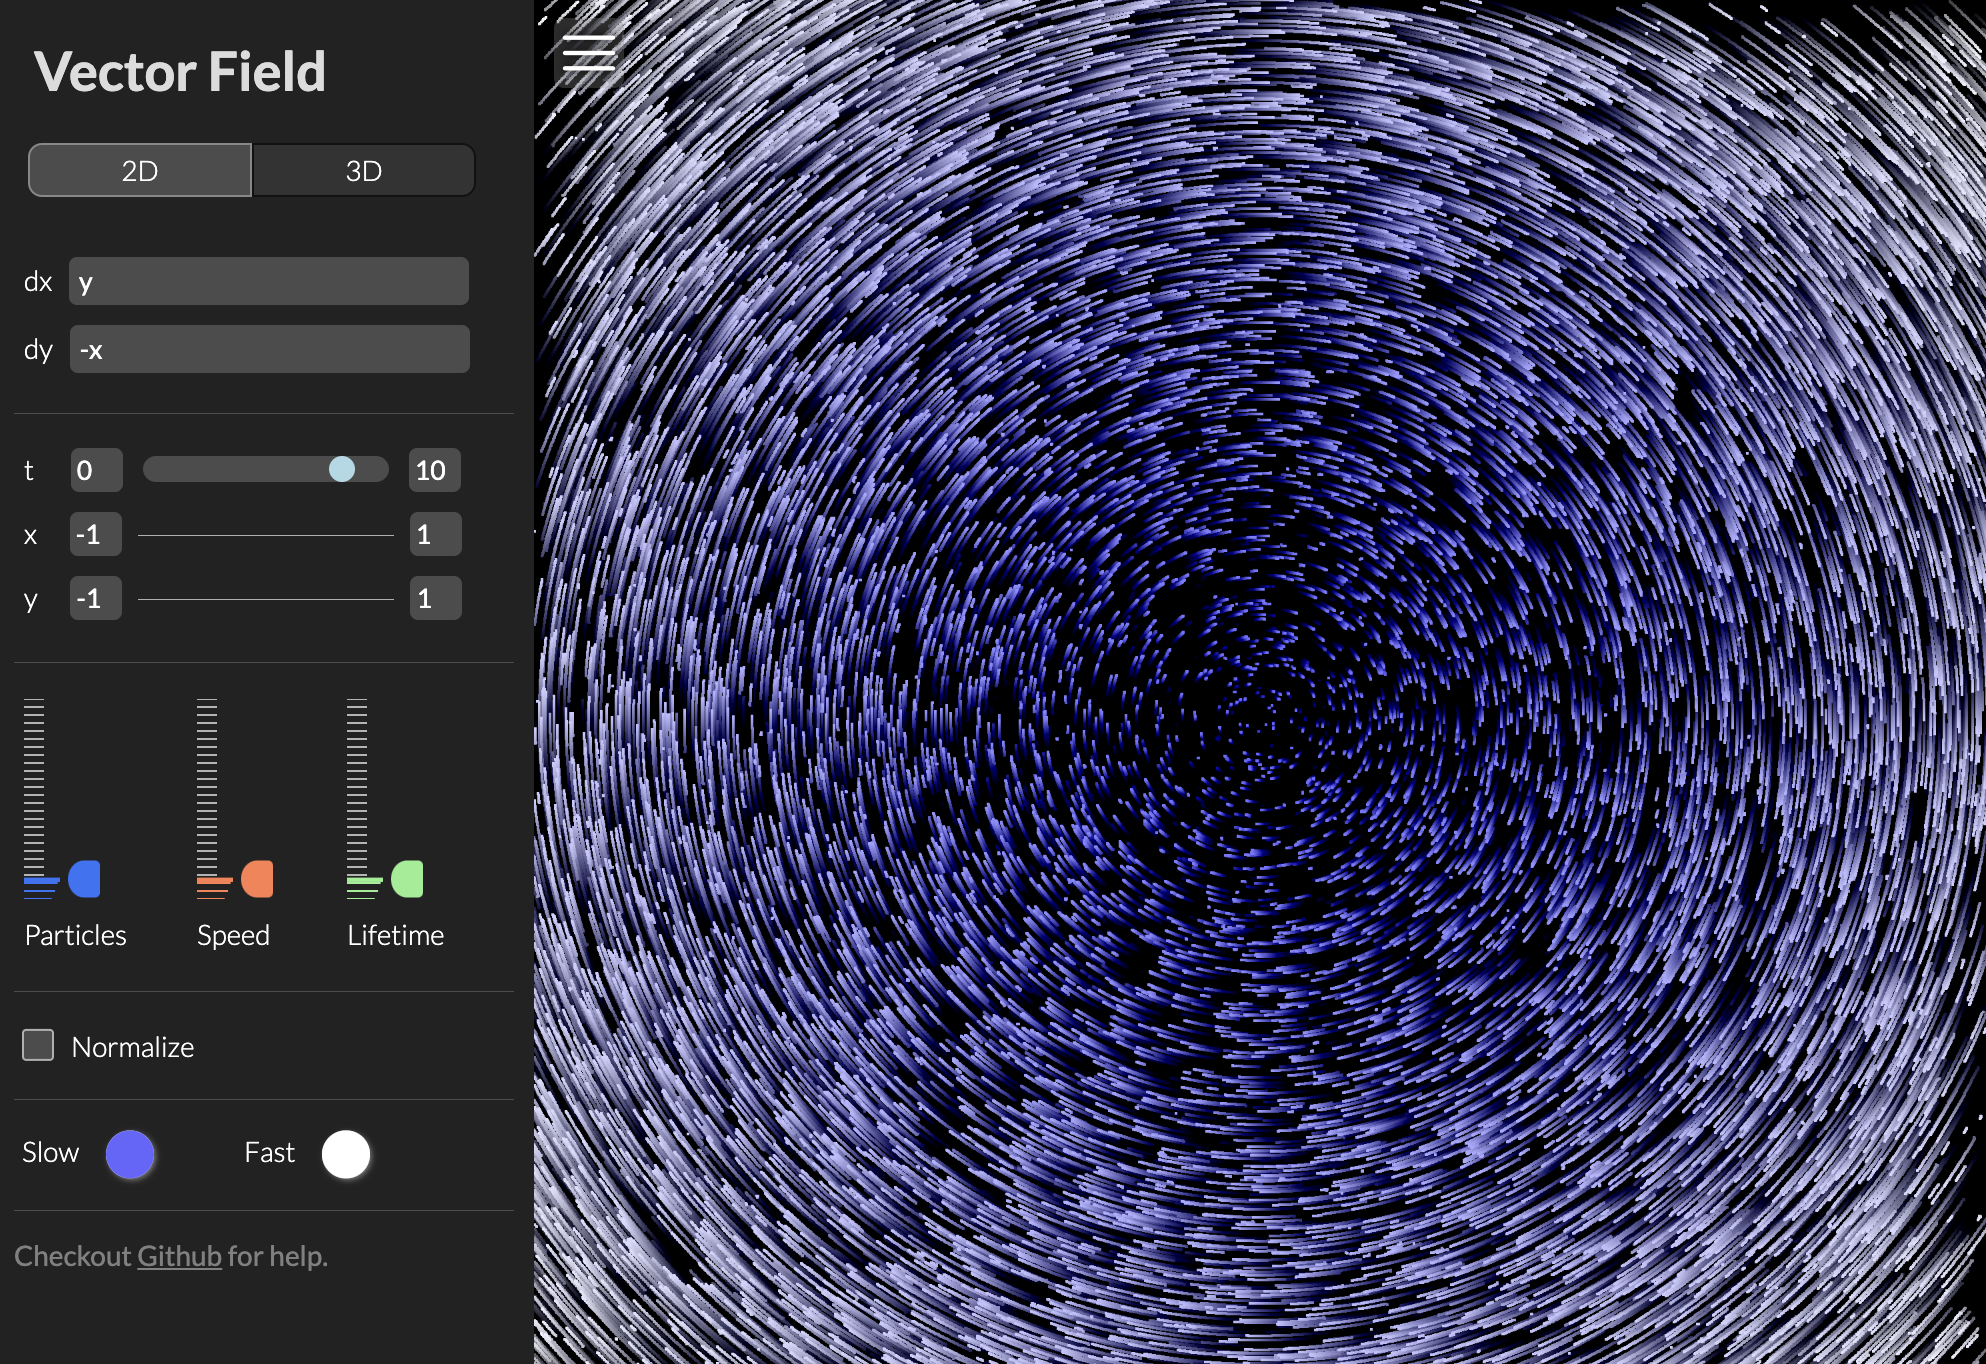 Vector Field
2D 3D
dx y
dy -x
t 0 10
x -1 1
y -1 1
Particles Speed Lifetime
Normalize
Slow Fast
Checkout Github for help.